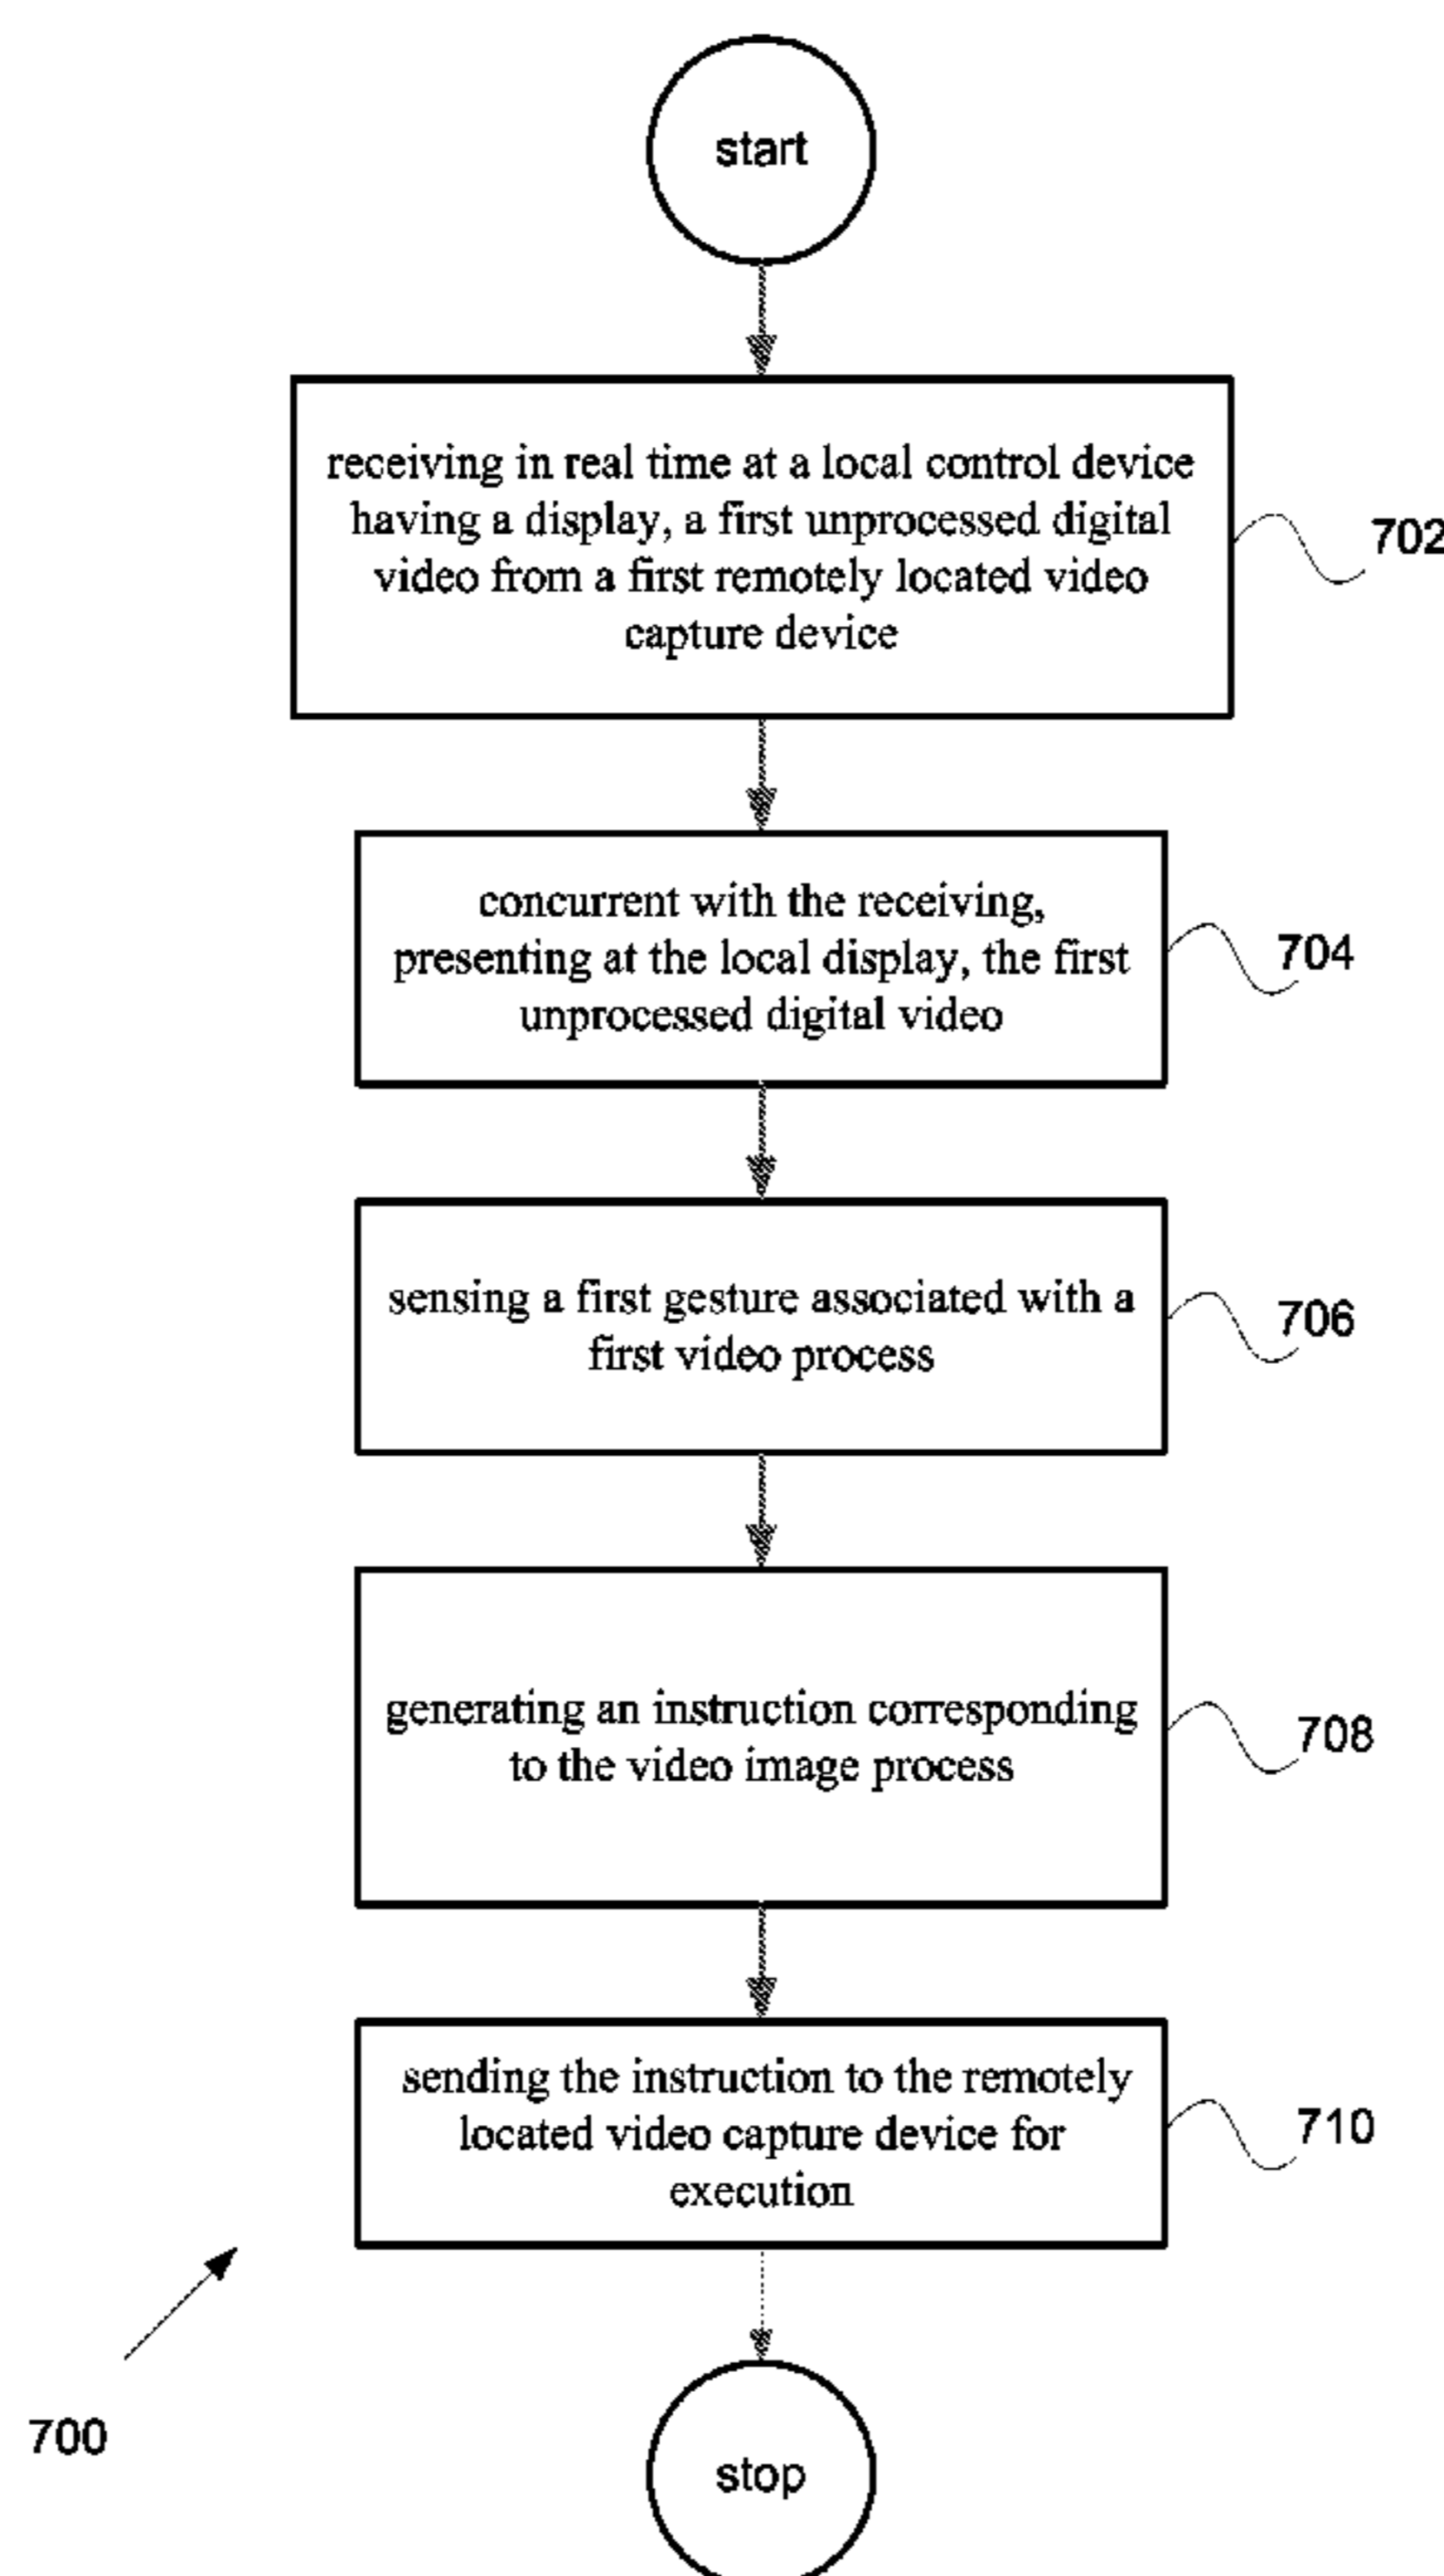 start
receiving in real time at a local control device
having a display, a first unprocessed digital
video from a first remotely located video
capture device
702
concurrent with the receiving,
presenting at the local display, the first
unprocessed digital video
704
sensing a first gesture associated with a
first video process
706
generating an instruction corresponding
to the video image process
708
sending the instruction to the remotely
located video capture device for
execution
710
700
stop